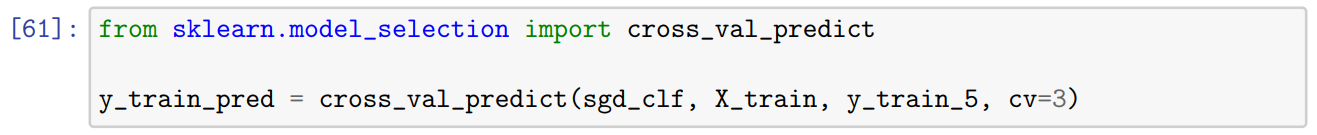 [61]: from sklearn.model_selection import cross_val_predict
y_train_pred = cross_val_predict(sgd_clf, X_train, y_train_5, cv=3)